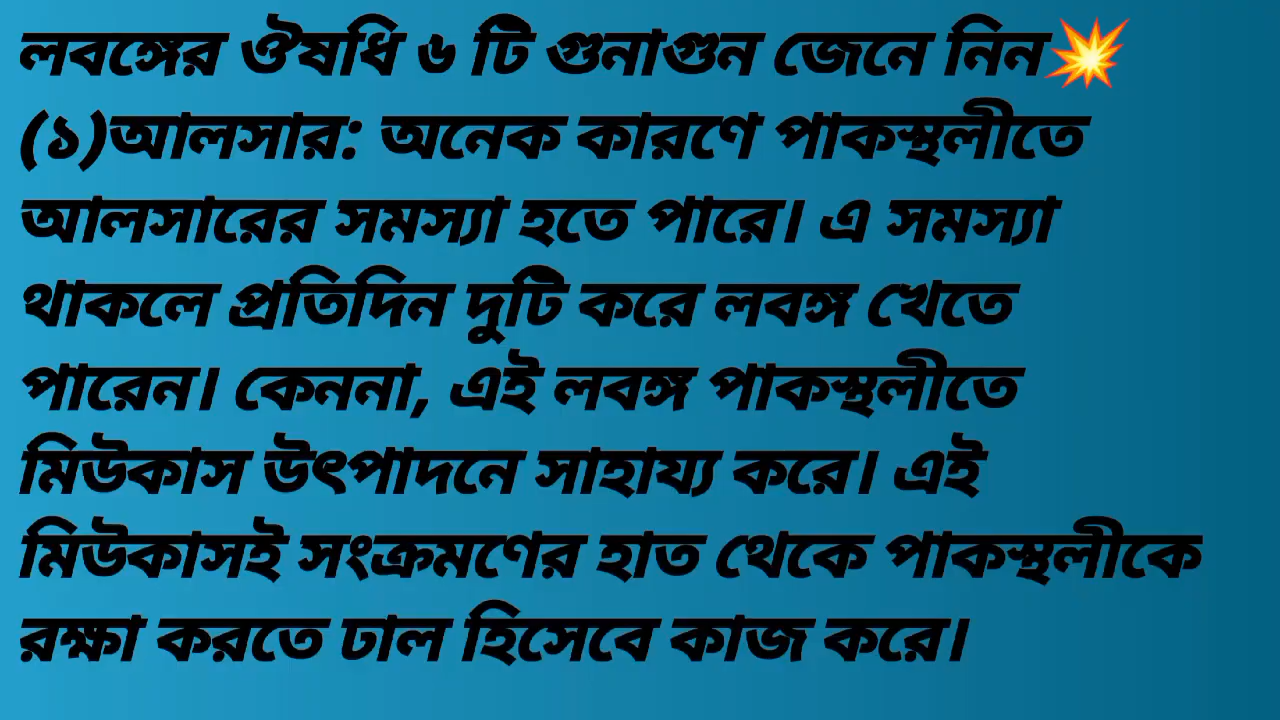 লবঙ্গের ঔষধি ৬ টি গুনাগুন জেনে নিন💥
(১)আলসার: অনেক কারণে পাকস্থলীতে
আলসারের সমস্যা হতে পারে। এ সমস্যা
থাকলে প্রতিদিন দুটি করে লবঙ্গ খেতে
পারেন। কেননা, এই লবঙ্গ পাকস্থলীতে
মিউকাস উৎপাদনে সাহায্য করে। এই
মিউকাসই সংক্রমণের হাত থেকে পাকস্থলীকে
রক্ষা করতে ঢাল হিসেবে কাজ করে।